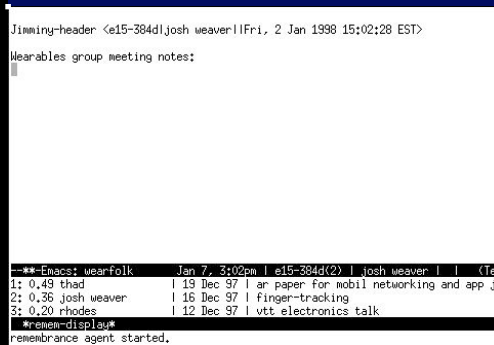 Jimminy-header <e15-384d|josh weaver||Fri, 2 Jan 1998 15:02:28 EST>
Wearables group meeting notes:
--**-Emacs: wearfolk Jan 7, 3:02pm | e15-384d(2) | josh weaver | | (Te
1: 0.49 thad | 19 Dec 97 | ar paper for mobil networking and app j
2: 0.36 josh weaver | 16 Dec 97 | finger-tracking
3: 0.20 rhodes | 12 Dec 97 | vtt electronics talk
*remem-display*
remembrance agent started.